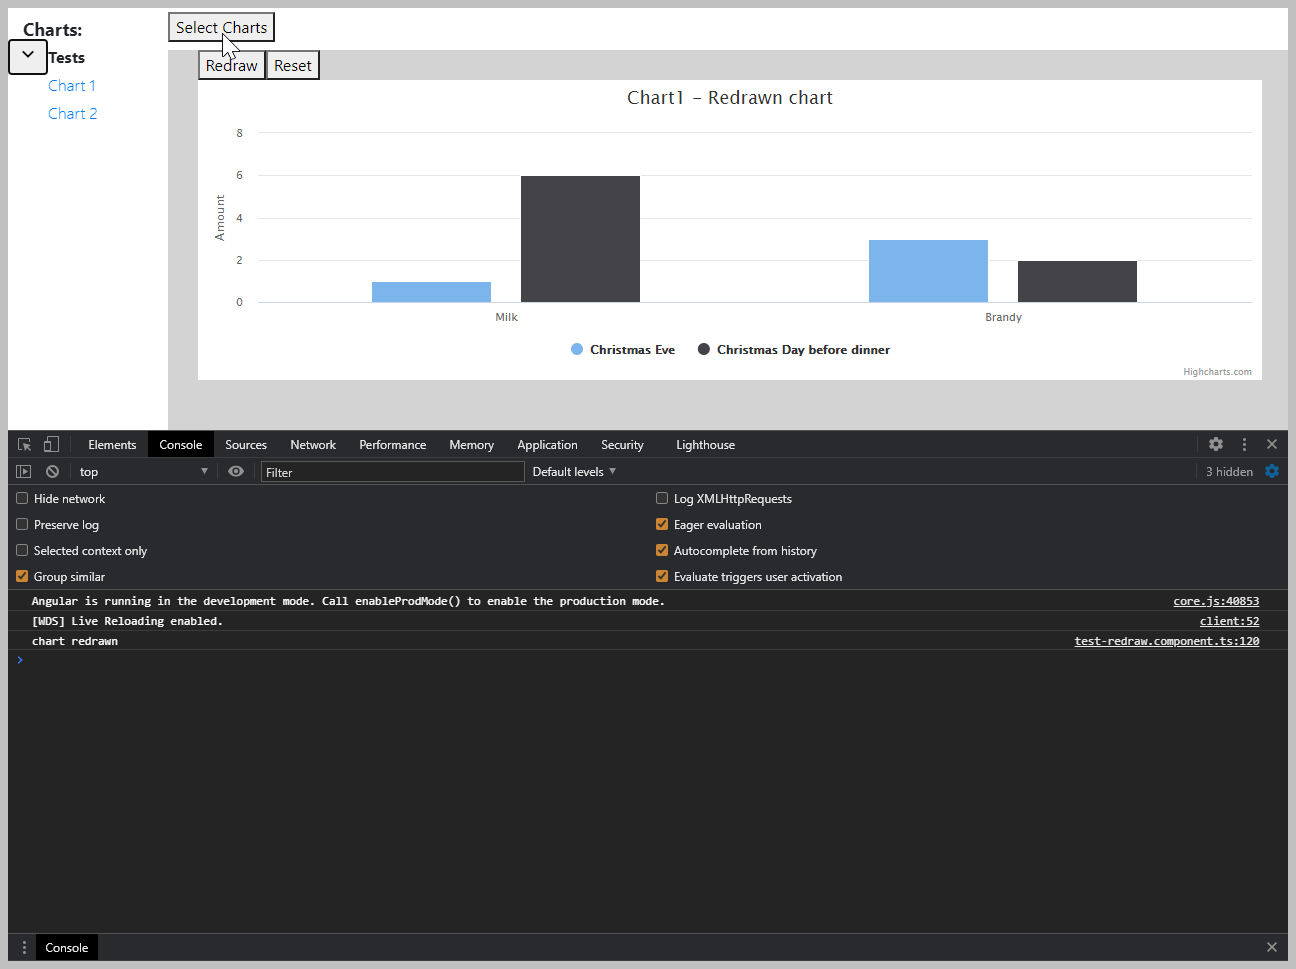 Charts:
Select Charts
Tests
Chart 1
Chart 2
Redraw Reset
Chart1 - Redrawn chart
Amount
8
6
4
2
0
Milk Brandy
Christmas Eve Christmas Day before dinner
Highcharts.com
Elements Console Sources Network Performance Memory Application Security Lighthouse
top Filter Default levels 3 hidden
Hide network Log XMLHttpRequests
Preserve log Eager evaluation
Selected context only Autocomplete from history
Group similar Evaluate triggers user activation
Angular is running in the development mode. Call enableProdMode() to enable the production mode. core.js:40853
[WDS] Live Reloading enabled. client:52
chart redrawn test-redraw.component.ts:120
Console